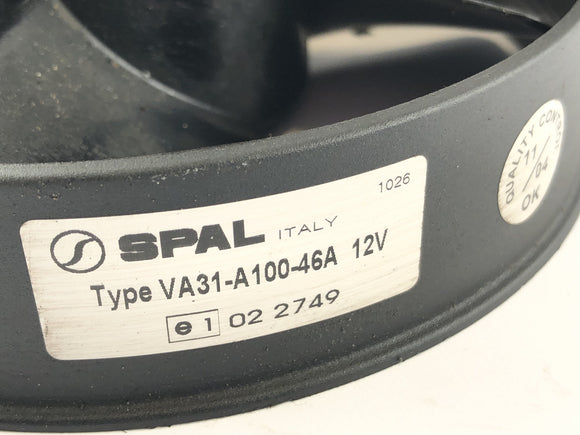 1026
SPAL ITALY
Type VA31-A100-46A 12V
e 1 02 2749
QUALITY CONTROL
11/04
OK